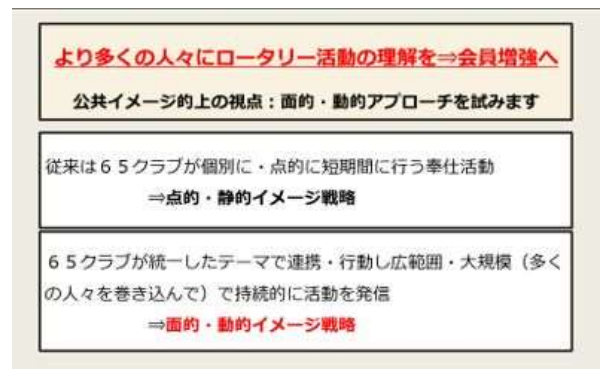 より多くの人々にロータリー活動の理解を⇒会員増強へ
公共イメージ的上の視点：面的・動的アプローチを試みます
従来は６５クラブが個別に・点的に短期間に行う奉仕活動
⇒点的・静的イメージ戦略
６５クラブが統一したテーマで連携・行動し広範囲・大規模（多く
の人々を巻き込んで）で持続的に活動を発信
⇒面的・動的イメージ戦略